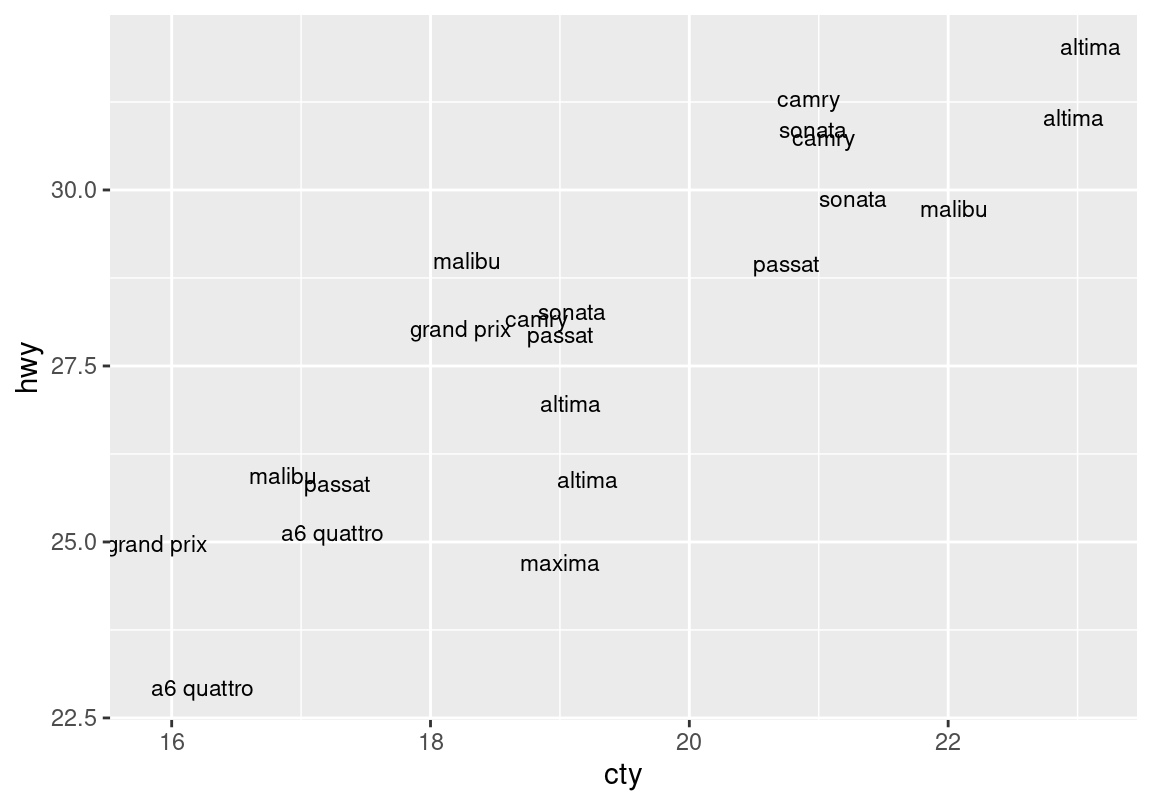 altima
camry
altima
sonata
camry
30.0
sonata
malibu
malibu
passat
sonata
camry
grand prix
passat
27.5
hwy
altima
malibu
altima
passat
a6 quattro
25.0
grand prix
maxima
a6 quattro
22.5
16
18
20
22
cty